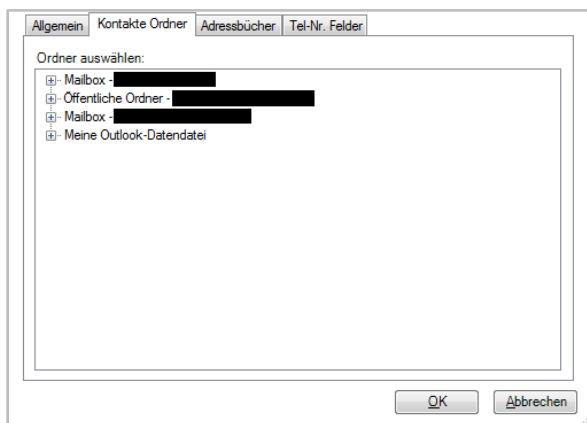 Allgemein Kontakte Ordner Adressbücher Tel-Nr. Felder
Ordner auswählen:
Mailbox -
Öffentliche Ordner -
Mailbox -
Meine Outlook-Datendatei
OK Abbrechen